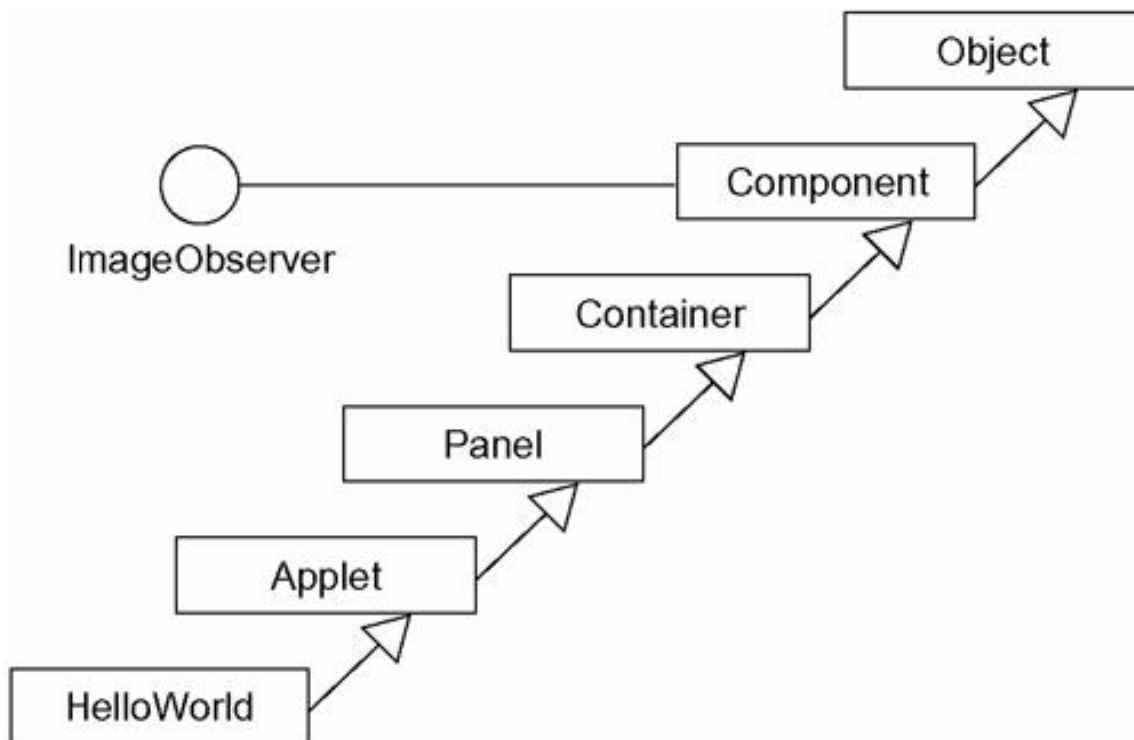 Object
Component
ImageObserver
Container
Panel
Applet
HelloWorld